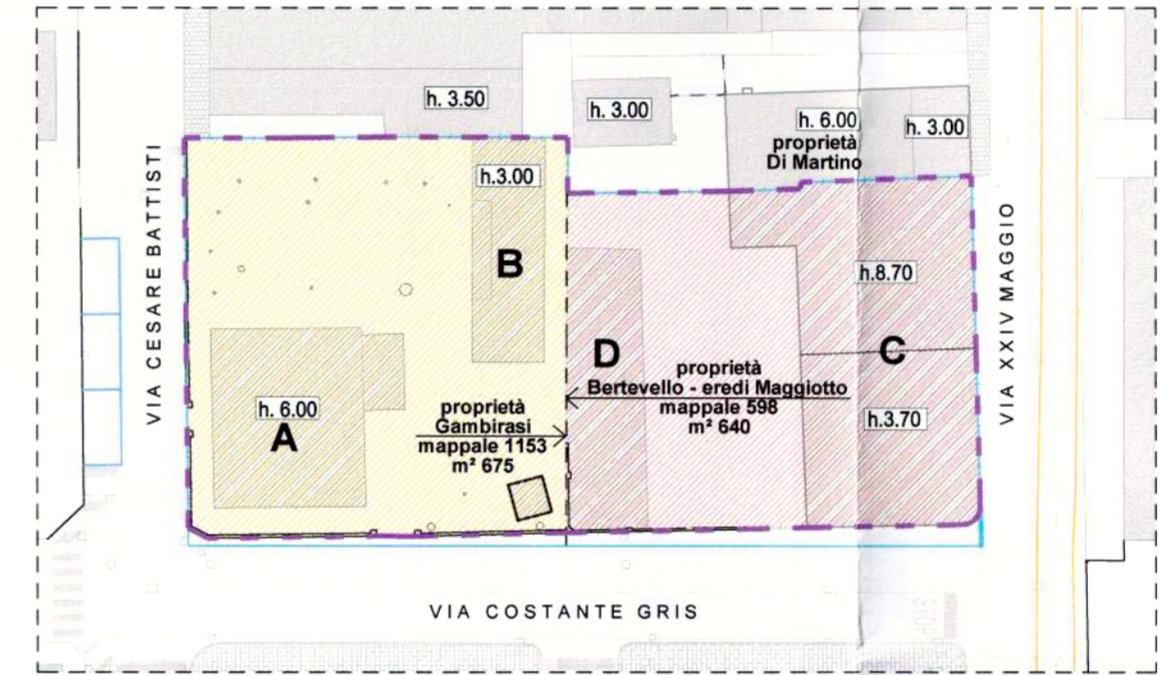 h. 3.50
h. 3.00
h. 6.00
h. 3.00
proprietà
Di Martino
h.3.00
B
VIA CESARE BATTISTI
VIA XXIV MAGGIO
h.8.70
D
C
proprietà
Bertevello - eredi Maggiotto
mappale 598
m² 640
h. 6.00
A
proprietà
Gambirasi
mappale 1153
m² 675
h.3.70
VIA COSTANTE GRIS
STOP